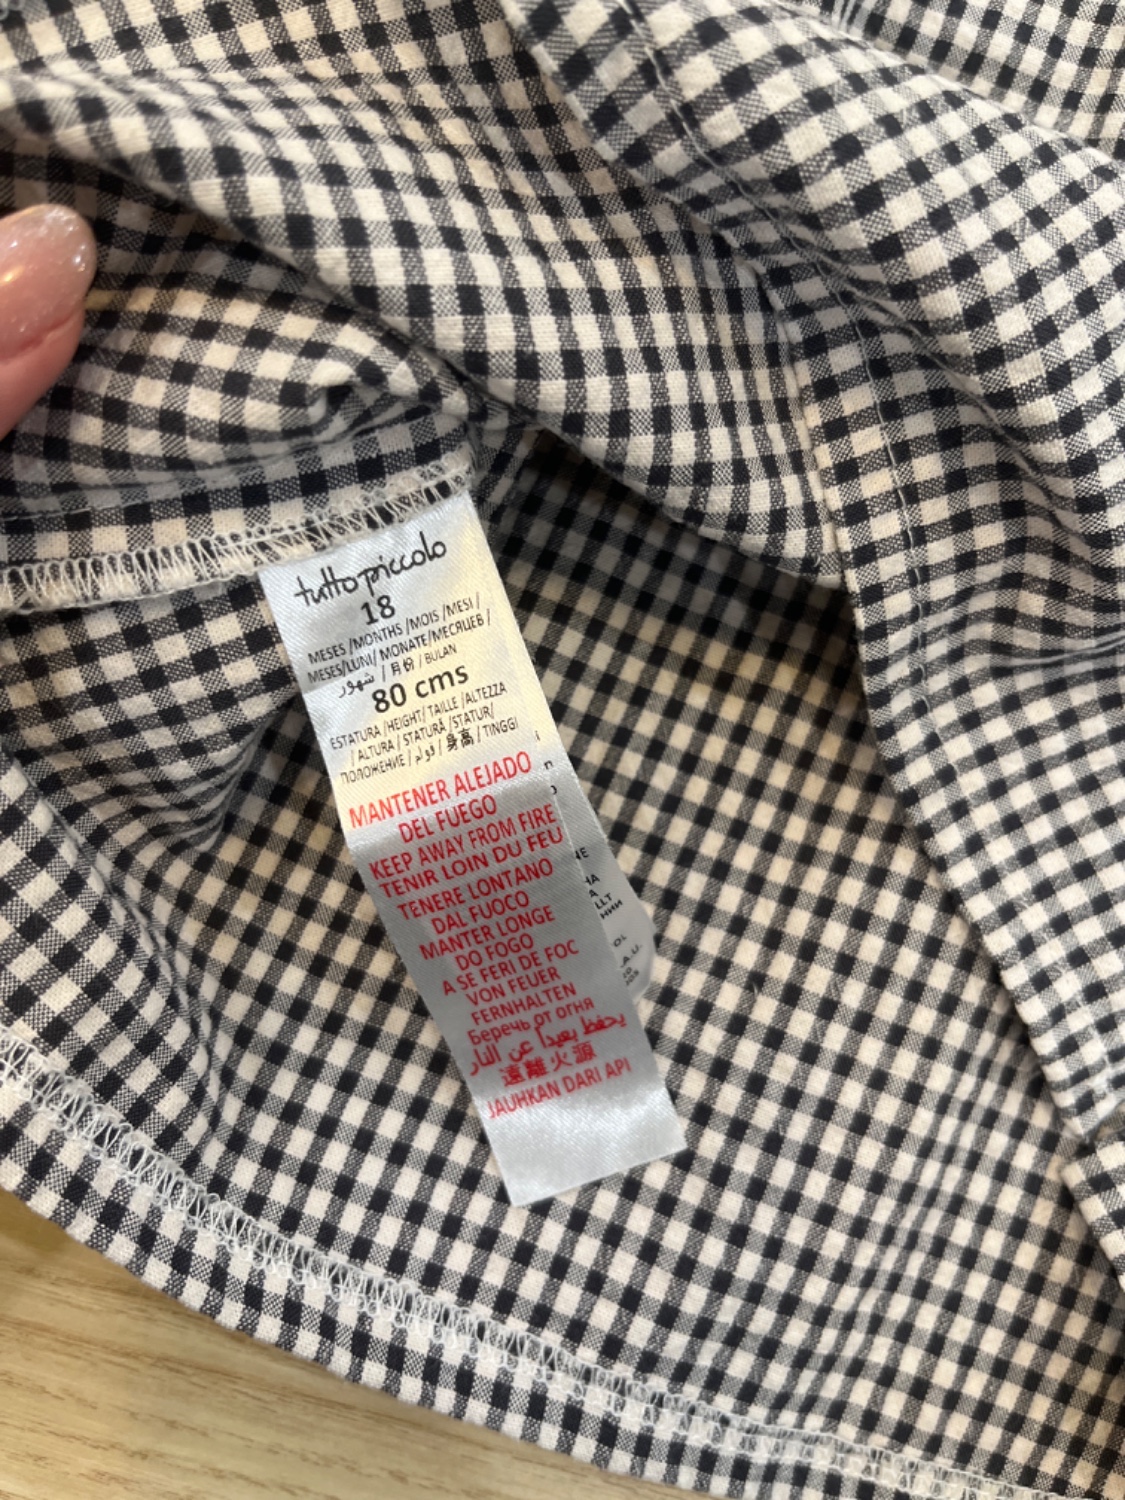 tutto piccolo
18
MESES /MONTHS /MOIS /MESI /
MESES/LUNI/ MONATE/МЕСЯЦЕВ /
شهور / 月份 / BULAN
80 cms
ESTATURA /HEIGHT/ TAILLE /ALTEZZA
/ ALTURA / STATURĂ /STATUR/
ПОЛОЖЕНИЕ / قولم / 身高 / TINGGI
MANTENER ALEJADO
DEL FUEGO
KEEP AWAY FROM FIRE
TENIR LOIN DU FEU
TENERE LONTANO
DAL FUOCO
MANTER LONGE
DO FOGO
A SE FERI DE FOC
VON FEUER
FERNHALTEN
Беречь от огня
يحفظ بعيدا عن النار
遠離火源
JAUHKAN DARI API